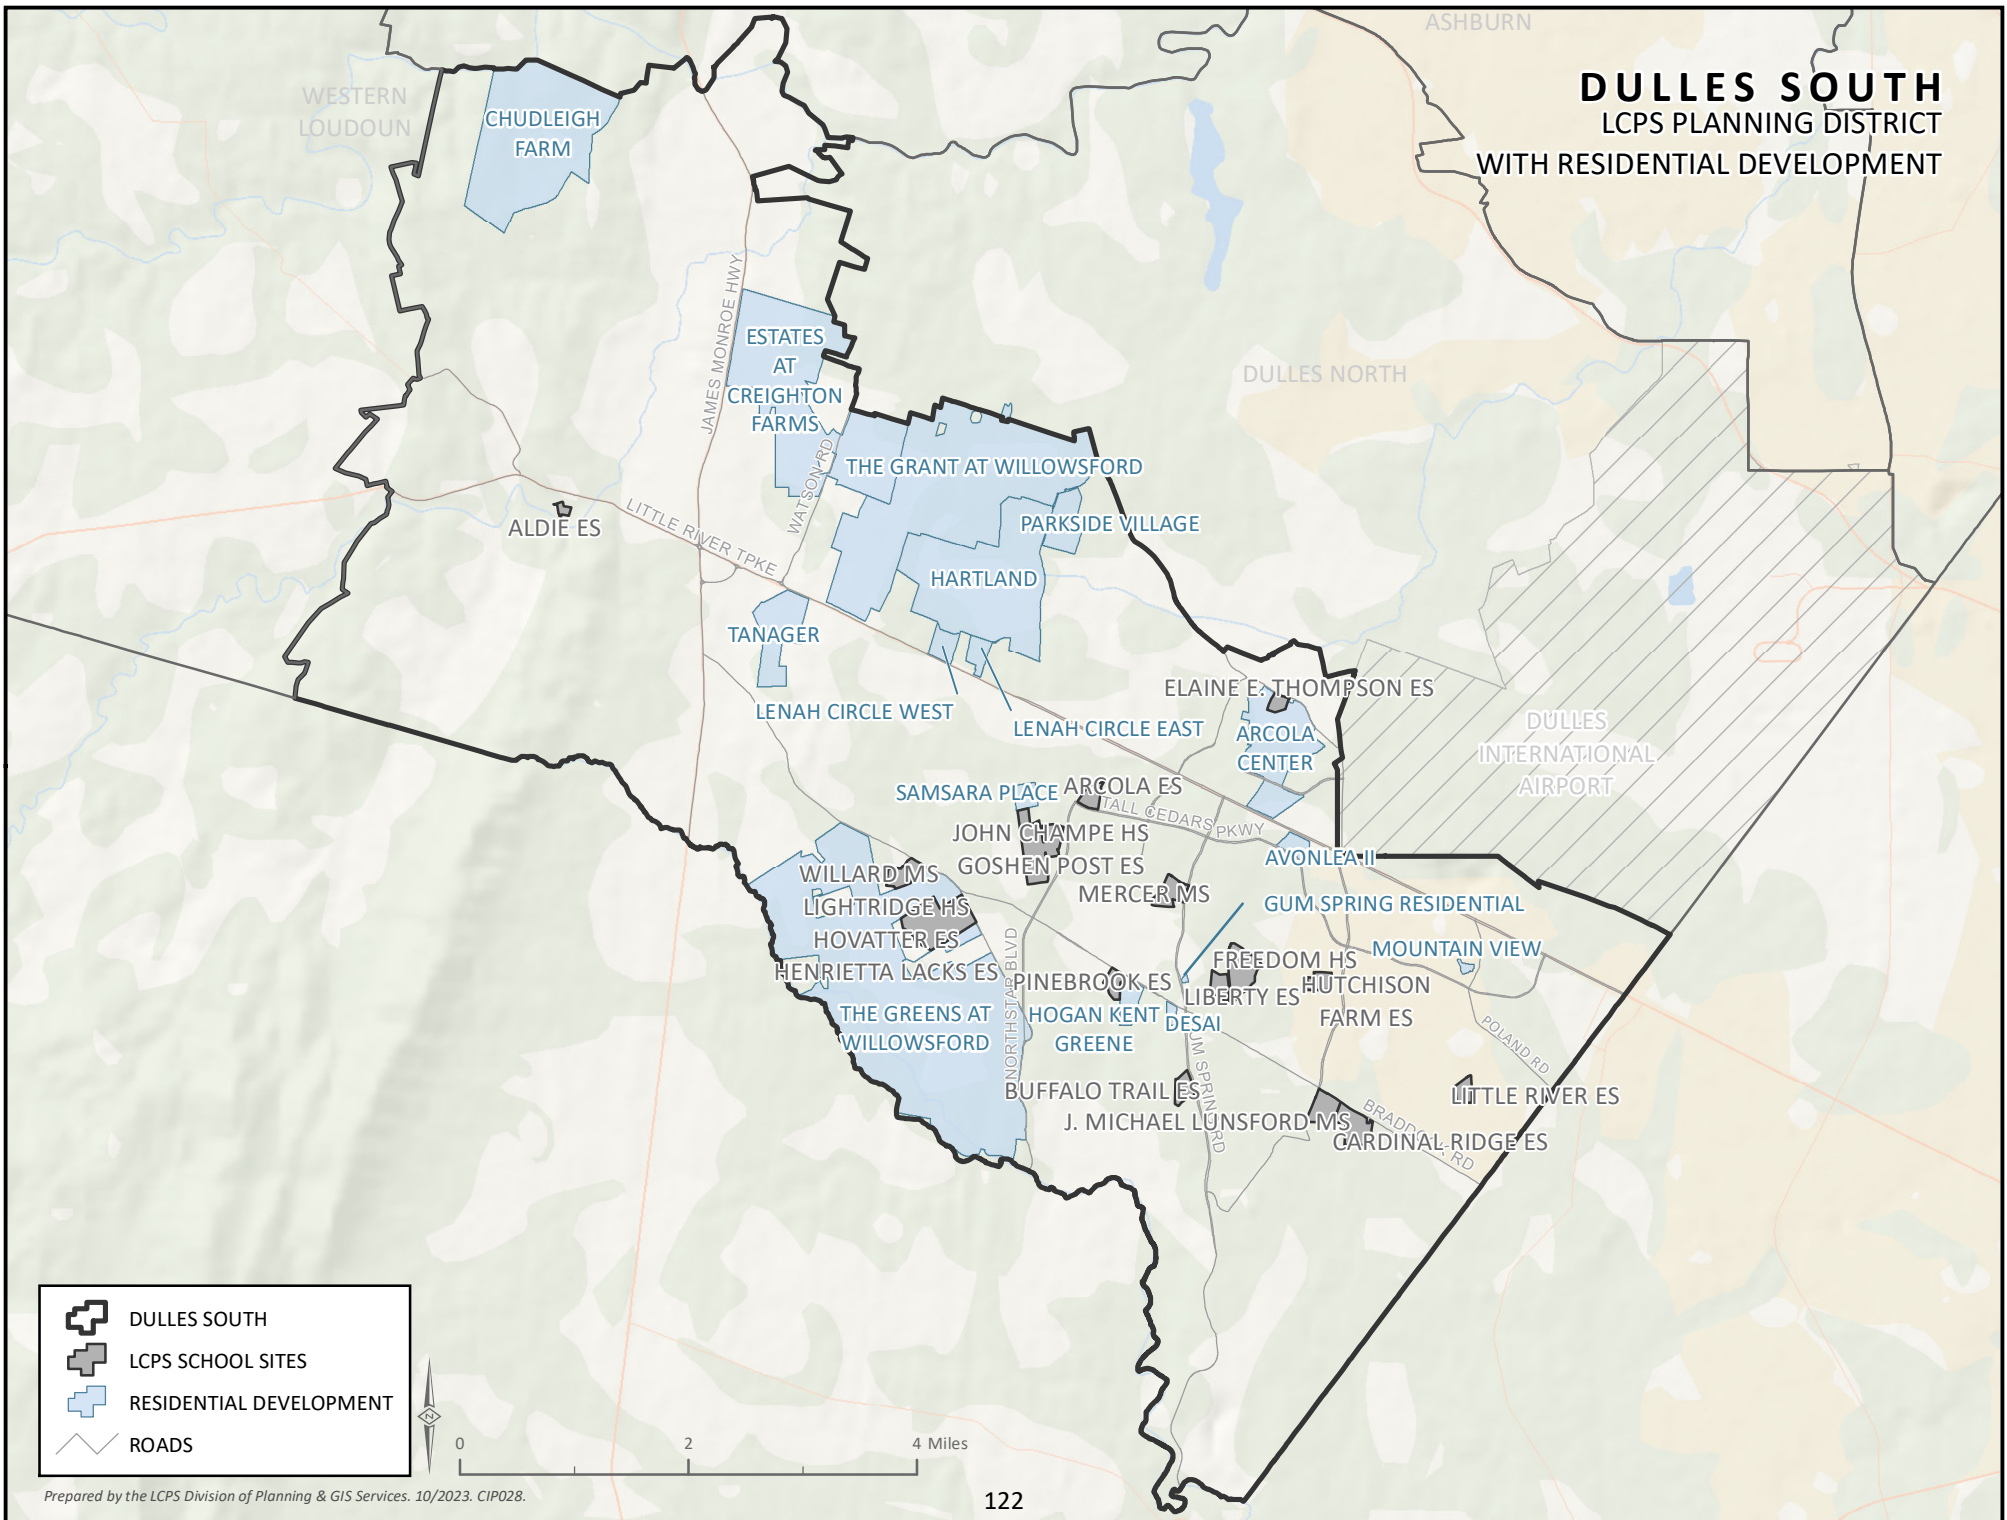 ASHBURN
DULLES SOUTH
LCPS PLANNING DISTRICT
WITH RESIDENTIAL DEVELOPMENT
WESTERN
LOUDOUN
CHUDLEIGH
FARM
JAMES MONROE HWY
ESTATES
AT
CREIGHTON
FARMS
DULLES NORTH
WATSON RD
THE GRANT AT WILLOWSFORD
ALDIE ES
LITTLE RIVER TPKE
PARKSIDE VILLAGE
HARTLAND
TANAGER
LENAH CIRCLE WEST
LENAH CIRCLE EAST
ELAINE E. THOMPSON ES
ARCOLA
CENTER
DULLES
INTERNATIONAL
AIRPORT
SAMSARA PLACE
ARCOLA ES
TALL CEDARS PKWY
JOHN CHAMPE HS
GOSHEN POST ES
AVONLEA II
WILLARD MS
MERCER MS
LIGHTRIDGE HS
GUM SPRING RESIDENTIAL
HOVATTER ES
MOUNTAIN VIEW
HENRIETTA LACKS ES
NORTHSTAR BLVD
PINEBROOK ES
FREEDOM HS
LIBERTY ES
HUTCHISON
FARM ES
THE GREENS AT
WILLOWSFORD
HOGAN KENT
GREENE
DESAI
GUM SPRING RD
POLAND RD
BUFFALO TRAIL ES
LITTLE RIVER ES
J. MICHAEL LUNSFORD MS
BRADDOCK RD
CARDINAL RIDGE ES
DULLES SOUTH
LCPS SCHOOL SITES
RESIDENTIAL DEVELOPMENT
ROADS
N
0 2 4 Miles
Prepared by the LCPS Division of Planning & GIS Services. 10/2023. CIP028.
122